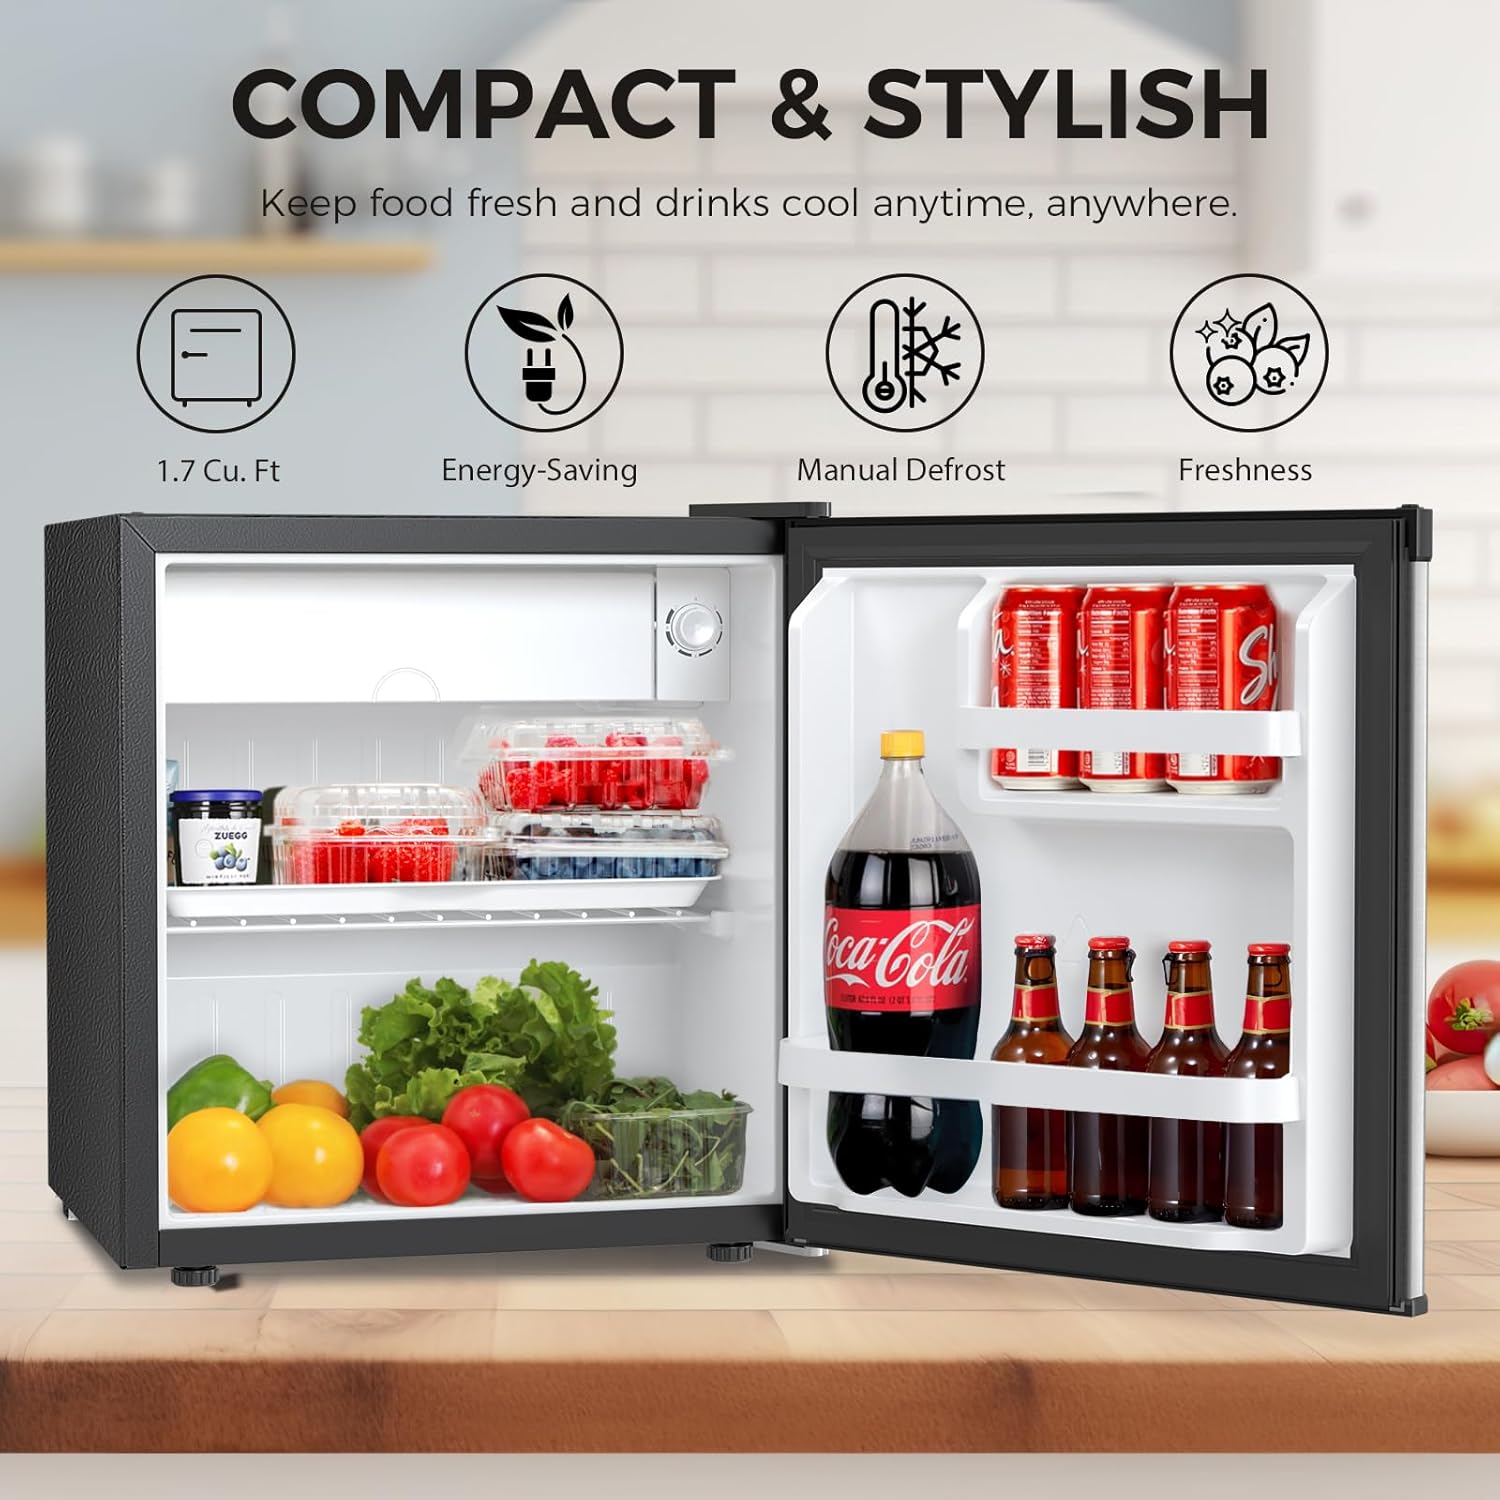 COMPACT & STYLISH
Keep food fresh and drinks cool anytime, anywhere.
1.7 Cu. Ft
Energy-Saving
Manual Defrost
Freshness
ZUEGG
Coca-Cola